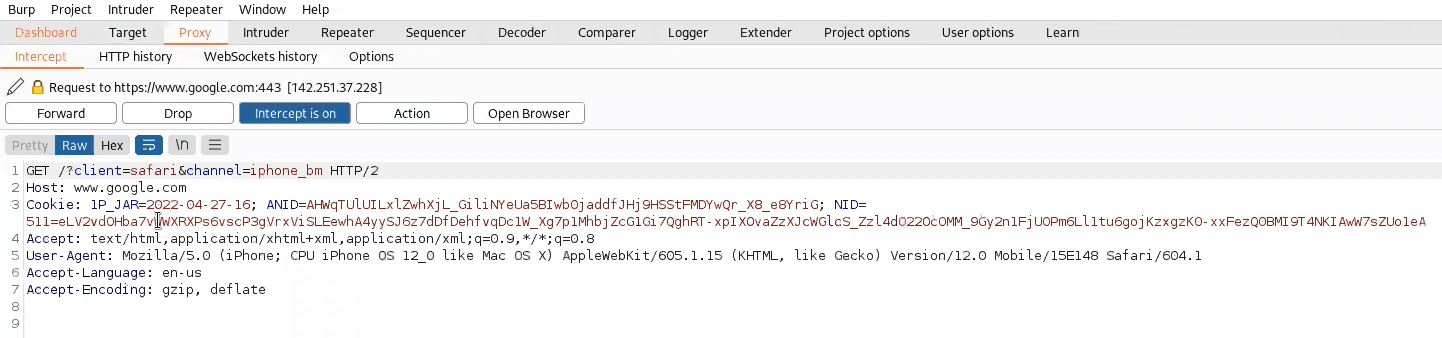 Burp Project Intruder Repeater Window Help
Dashboard Target Proxy Intruder Repeater Sequencer Decoder Comparer Logger Extender Project options User options Learn
Intercept HTTP history WebSockets history Options
Request to https://www.google.com:443 [142.251.37.228]
Forward Drop Intercept is on Action Open Browser
Pretty Raw Hex \n
1 GET /?client=safari&channel=iphone_bm HTTP/2
2 Host: www.google.com
3 Cookie: 1P_JAR=2022-04-27-16; ANID= NID=
4 Accept: text/html,application/xhtml+xml,application/xml;q=0.9,*/*;q=0.8
5 User-Agent: Mozilla/5.0 (iPhone; CPU iPhone OS 12_0 like Mac OS X) AppleWebKit/605.1.15 (KHTML, like Gecko) Version/12.0 Mobile/15E148 Safari/604.1
6 Accept-Language: en-us
7 Accept-Encoding: gzip, deflate
8
9